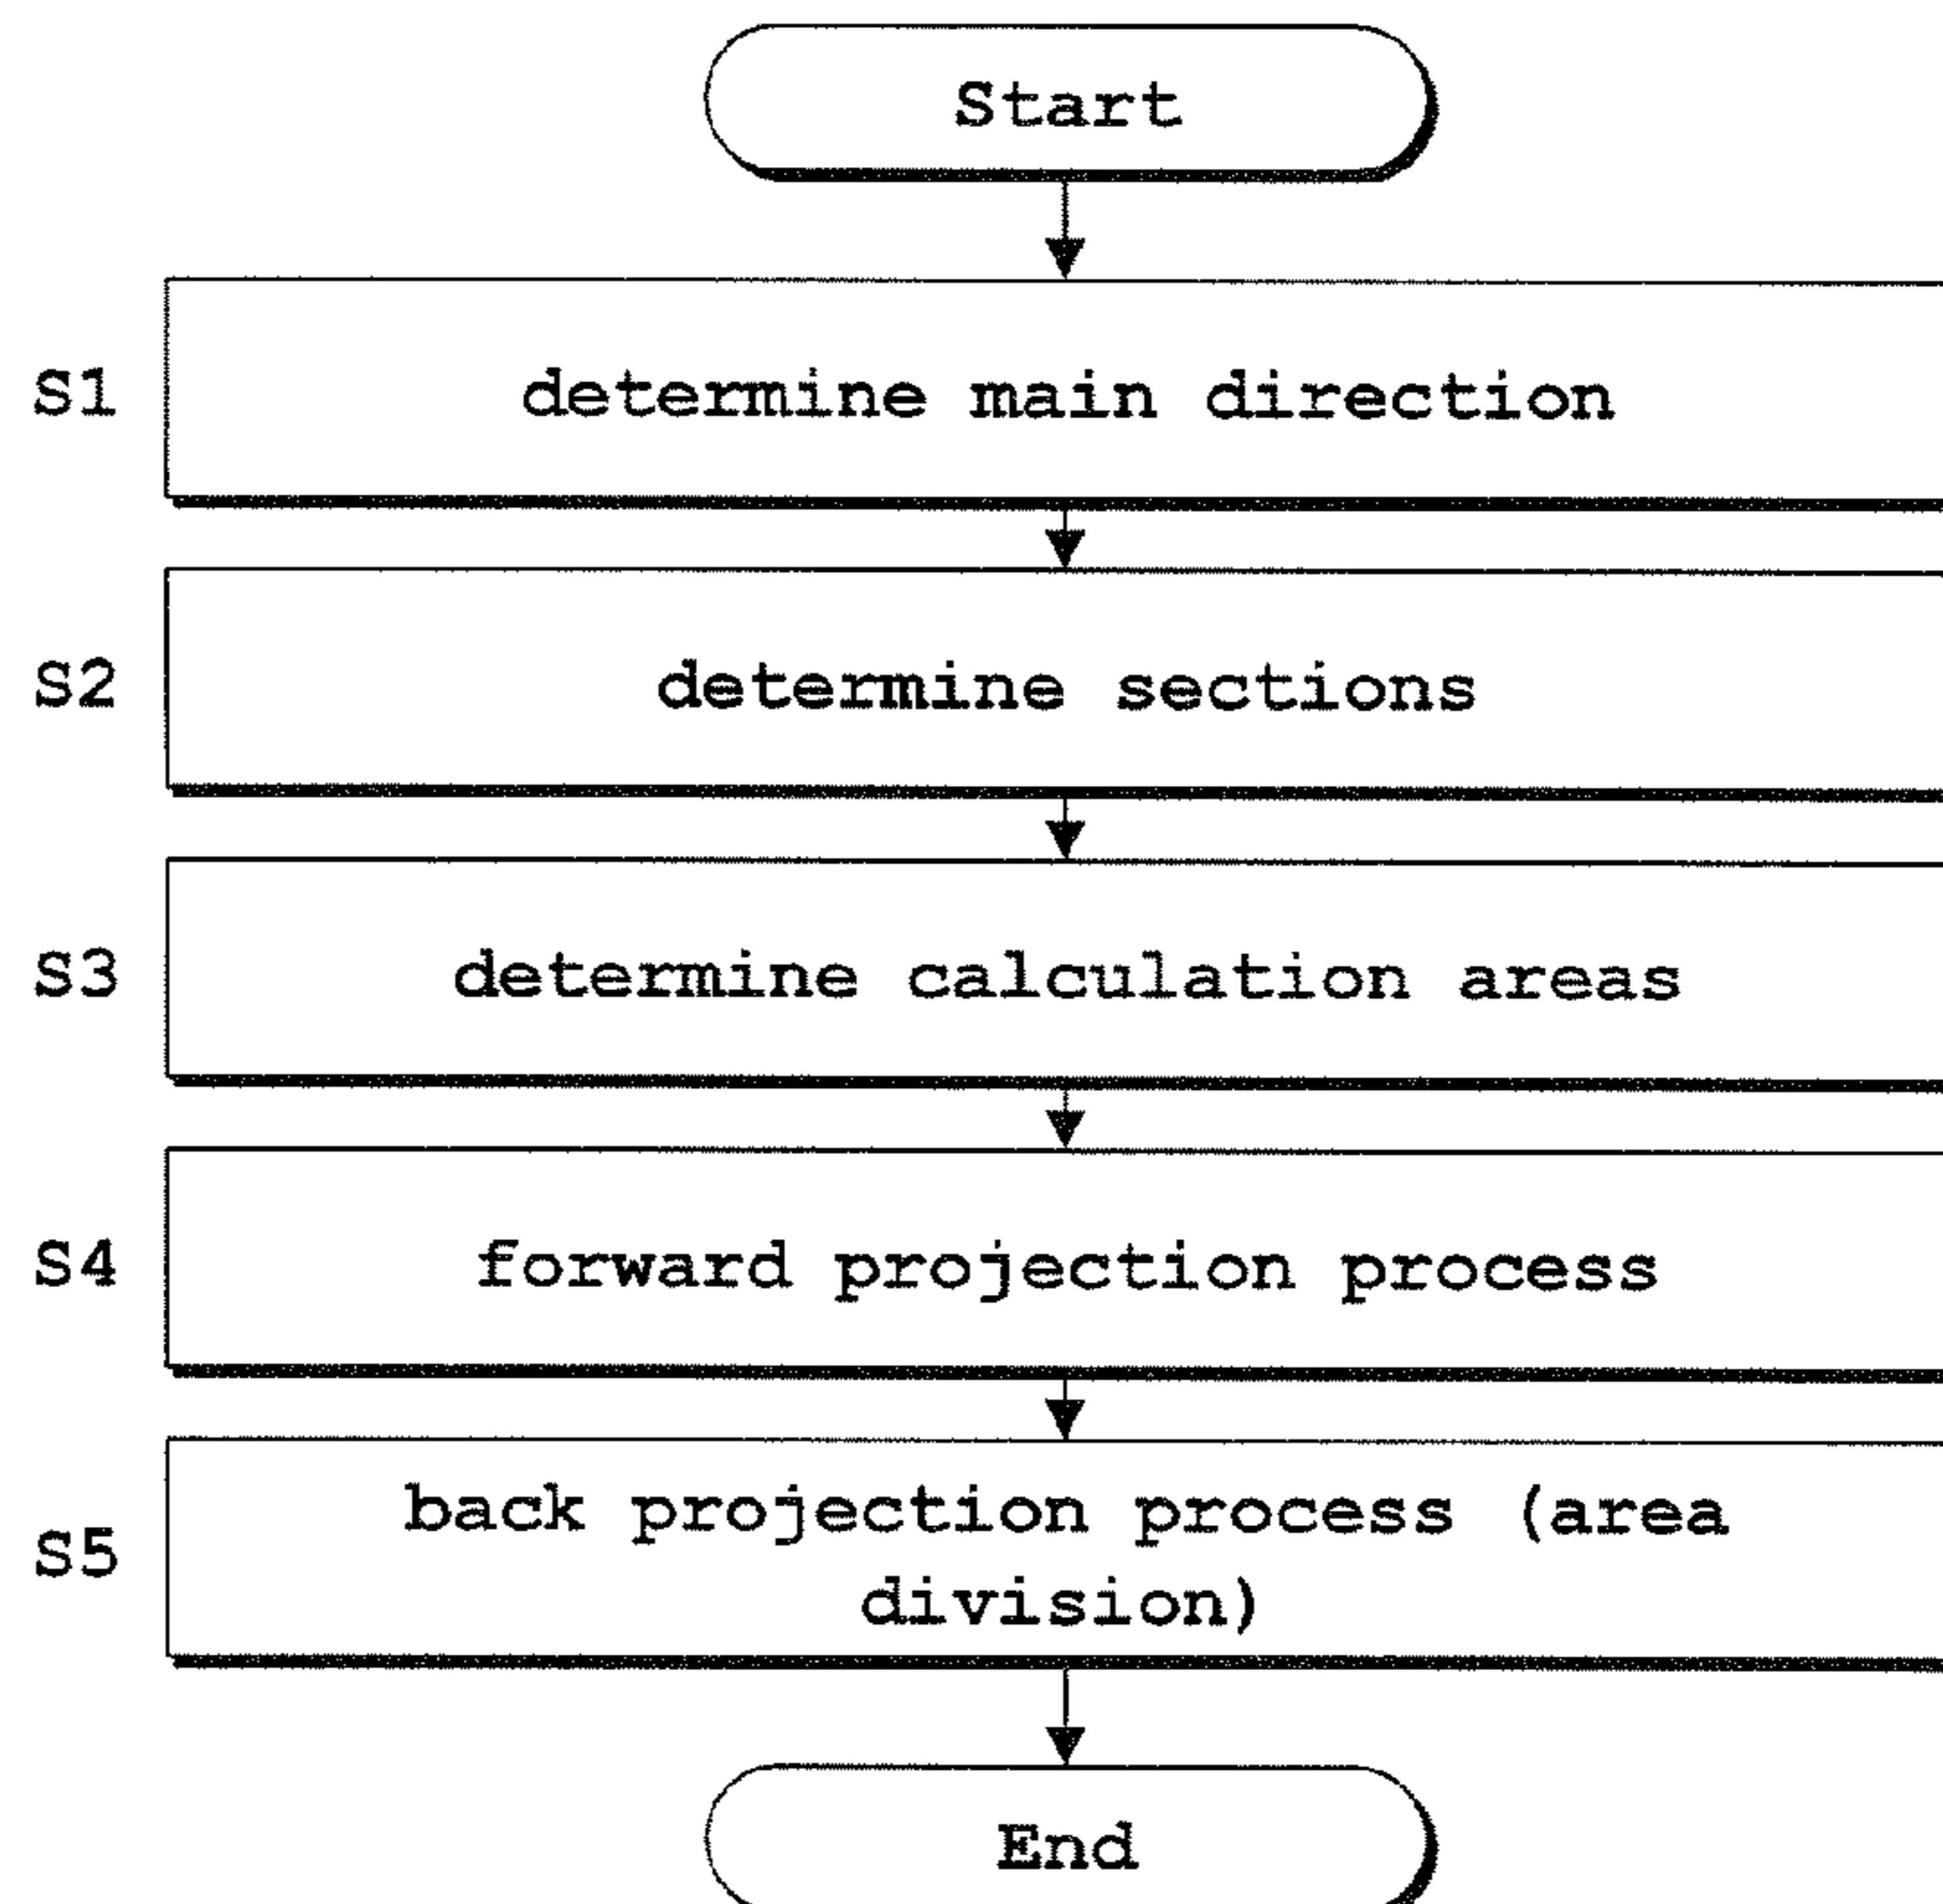 Start
S1 determine main direction
S2 determine sections
S3 determine calculation areas
S4 forward projection process
S5 back projection process (area
division)
End